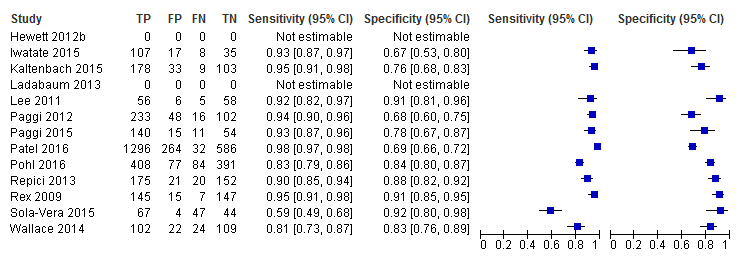 Study TP FP FN TN Sensitivity (95% CI) Specificity (95% CI) Sensitivity (95% CI) Specificity (95% CI)
Hewett 2012b 0 0 0 0 Not estimable Not estimable
Iwatate 2015 107 17 8 35 0.93 [0.87, 0.97] 0.67 [0.53, 0.80]
Kaltenbach 2015 178 33 9 103 0.95 [0.91, 0.98] 0.76 [0.68, 0.83]
Ladabaum 2013 0 0 0 0 Not estimable Not estimable
Lee 2011 56 6 5 58 0.92 [0.82, 0.97] 0.91 [0.81, 0.96]
Paggi 2012 233 48 16 102 0.94 [0.90, 0.96] 0.68 [0.60, 0.75]
Paggi 2015 140 15 11 54 0.93 [0.87, 0.96] 0.78 [0.67, 0.87]
Patel 2016 1296 264 32 586 0.98 [0.97, 0.98] 0.69 [0.66, 0.72]
Pohl 2016 408 77 84 391 0.83 [0.79, 0.86] 0.84 [0.80, 0.87]
Repici 2013 175 21 20 152 0.90 [0.85, 0.94] 0.88 [0.82, 0.92]
Rex 2009 145 15 7 147 0.95 [0.91, 0.98] 0.91 [0.85, 0.95]
Sola-Vera 2015 67 4 47 44 0.59 [0.49, 0.68] 0.92 [0.80, 0.98]
Wallace 2014 102 22 24 109 0.81 [0.73, 0.87] 0.83 [0.76, 0.89]
0 0.2 0.4 0.6 0.8 1 0 0.2 0.4 0.6 0.8 1